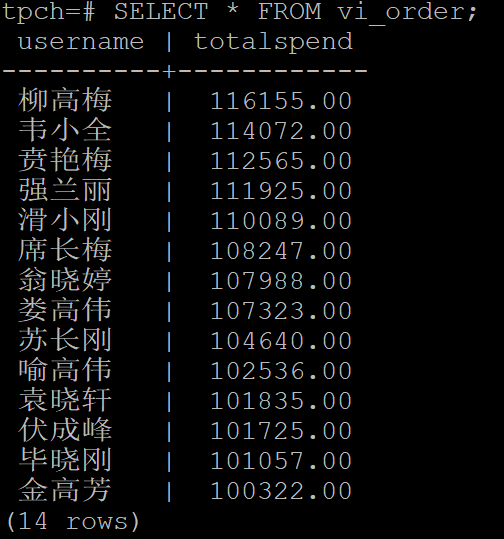 tpch=# SELECT * FROM vi_order;
 username | totalspend
----------+------------
 柳高梅   |  116155.00
 韦小全   |  114072.00
 贲艳梅   |  112565.00
 强兰丽   |  111925.00
 滑小刚   |  110089.00
 席长梅   |  108247.00
 翁晓婷   |  107988.00
 娄高伟   |  107323.00
 苏长刚   |  104640.00
 喻高伟   |  102536.00
 袁晓轩   |  101835.00
 伏成峰   |  101725.00
 毕晓刚   |  101057.00
 金高芳   |  100322.00
(14 rows)